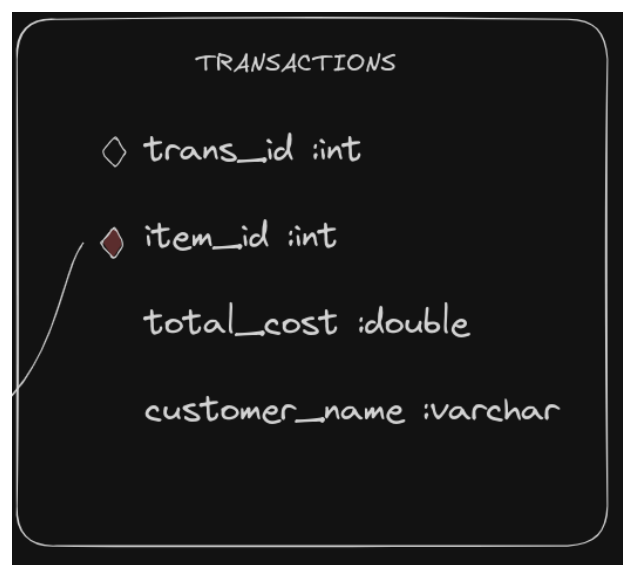 TRANSACTIONS
trans_id :int
item_id :int
total_cost :double
customer_name :varchar